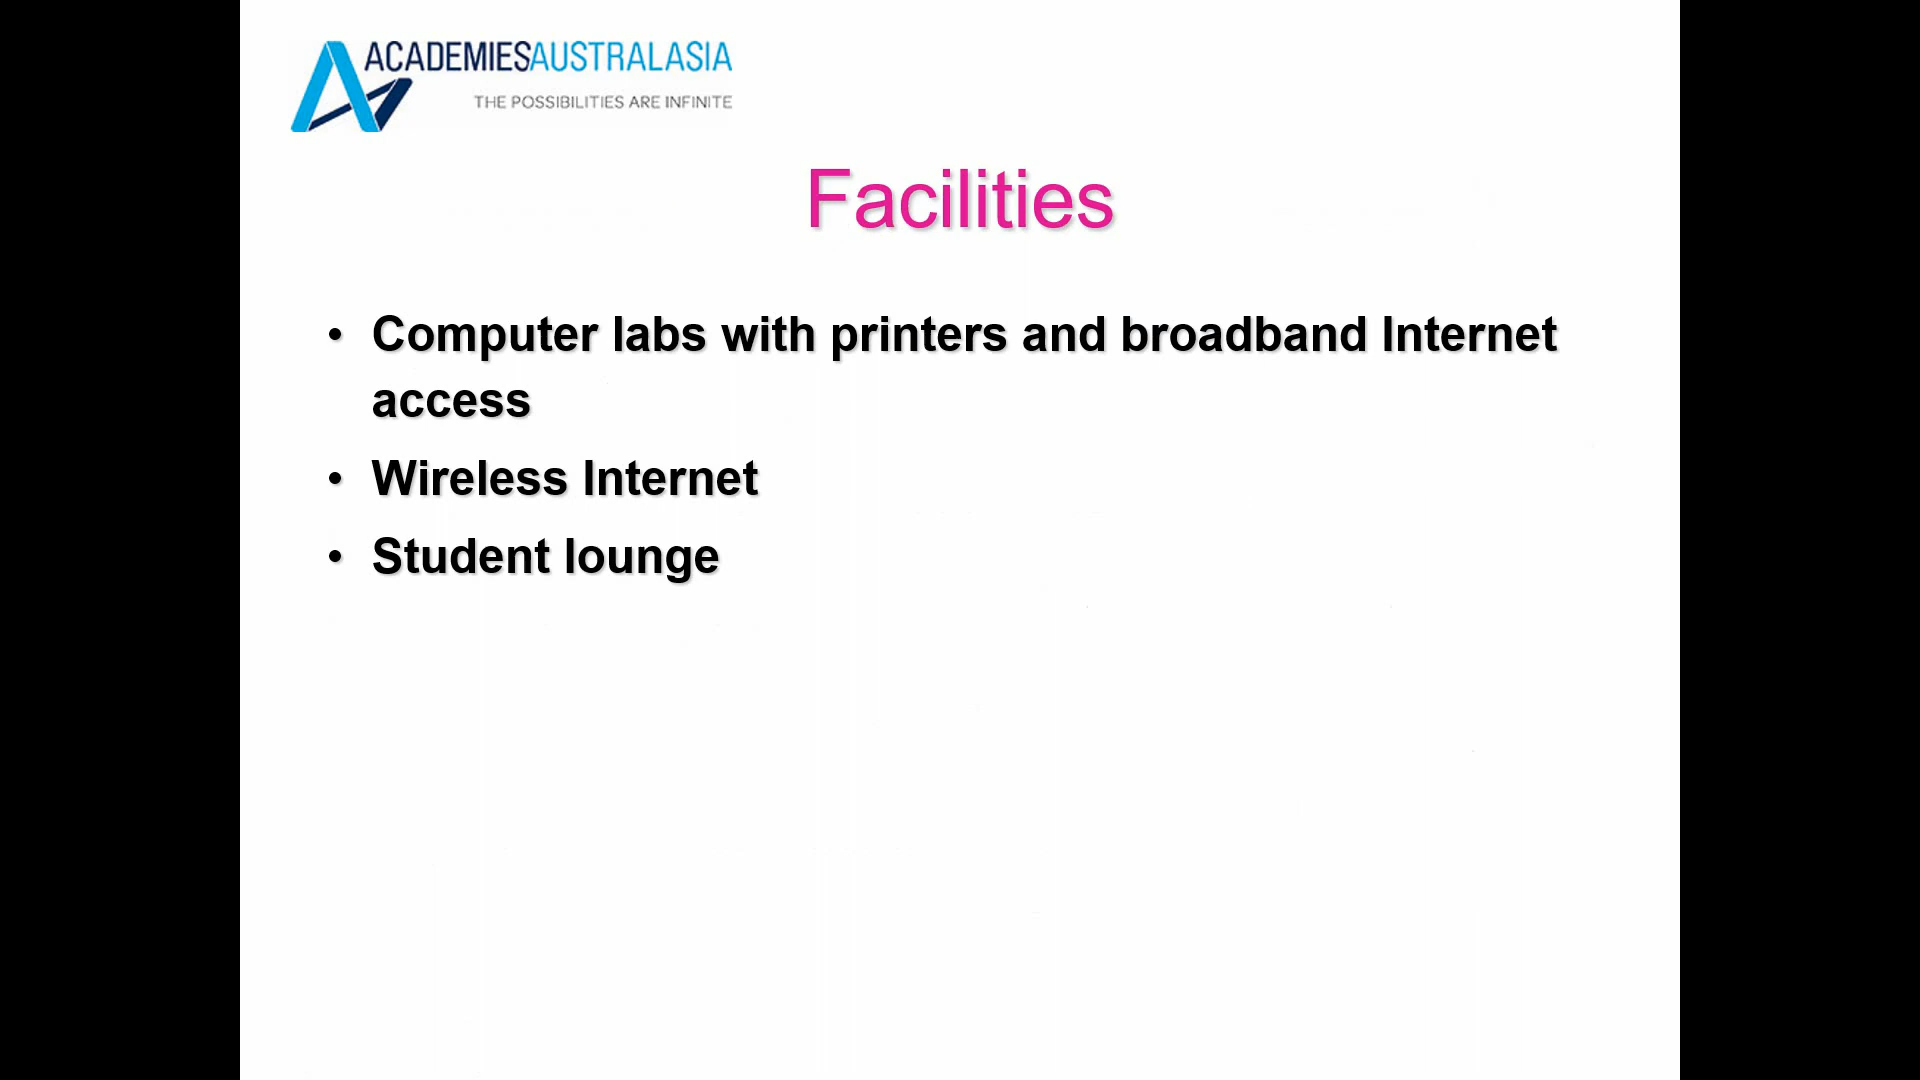 ACADEMIESAUSTRALASIA
THE POSSIBILITIES ARE INFINITE
Facilities
• Computer labs with printers and broadband Internet
access
• Wireless Internet
• Student lounge